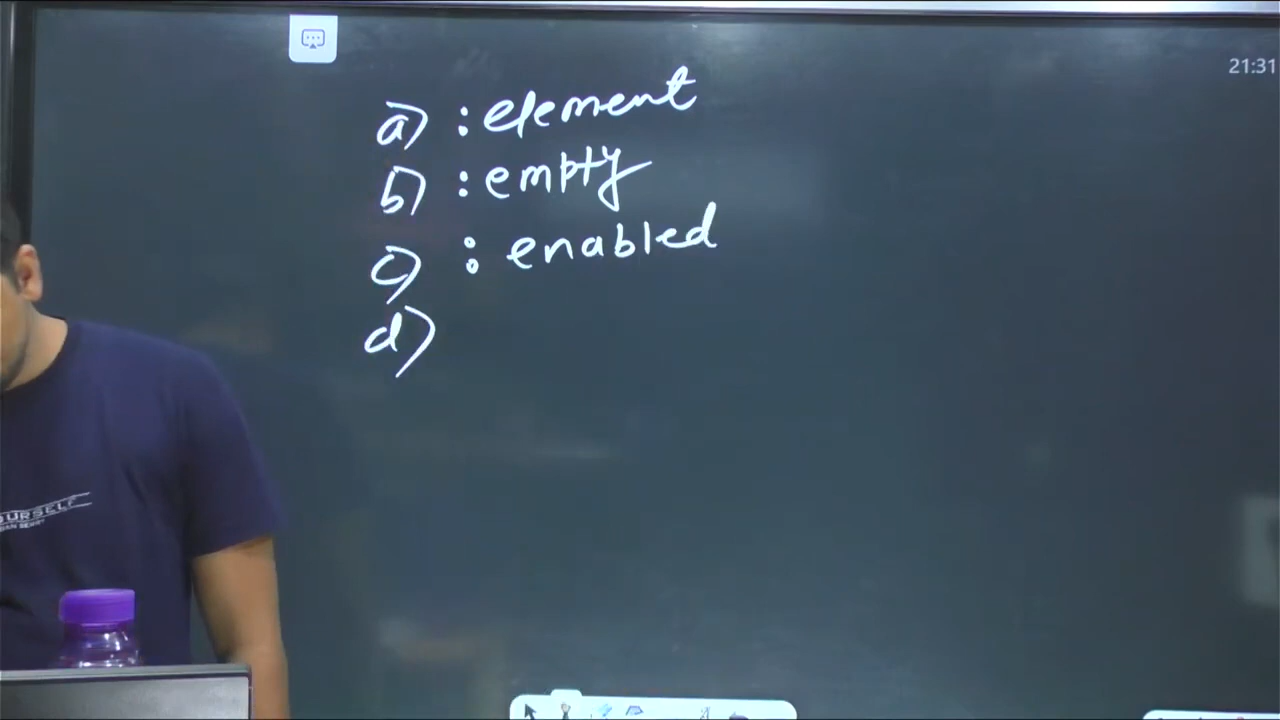 21:31
a) :element
b) :empty
c) :enabled
d)